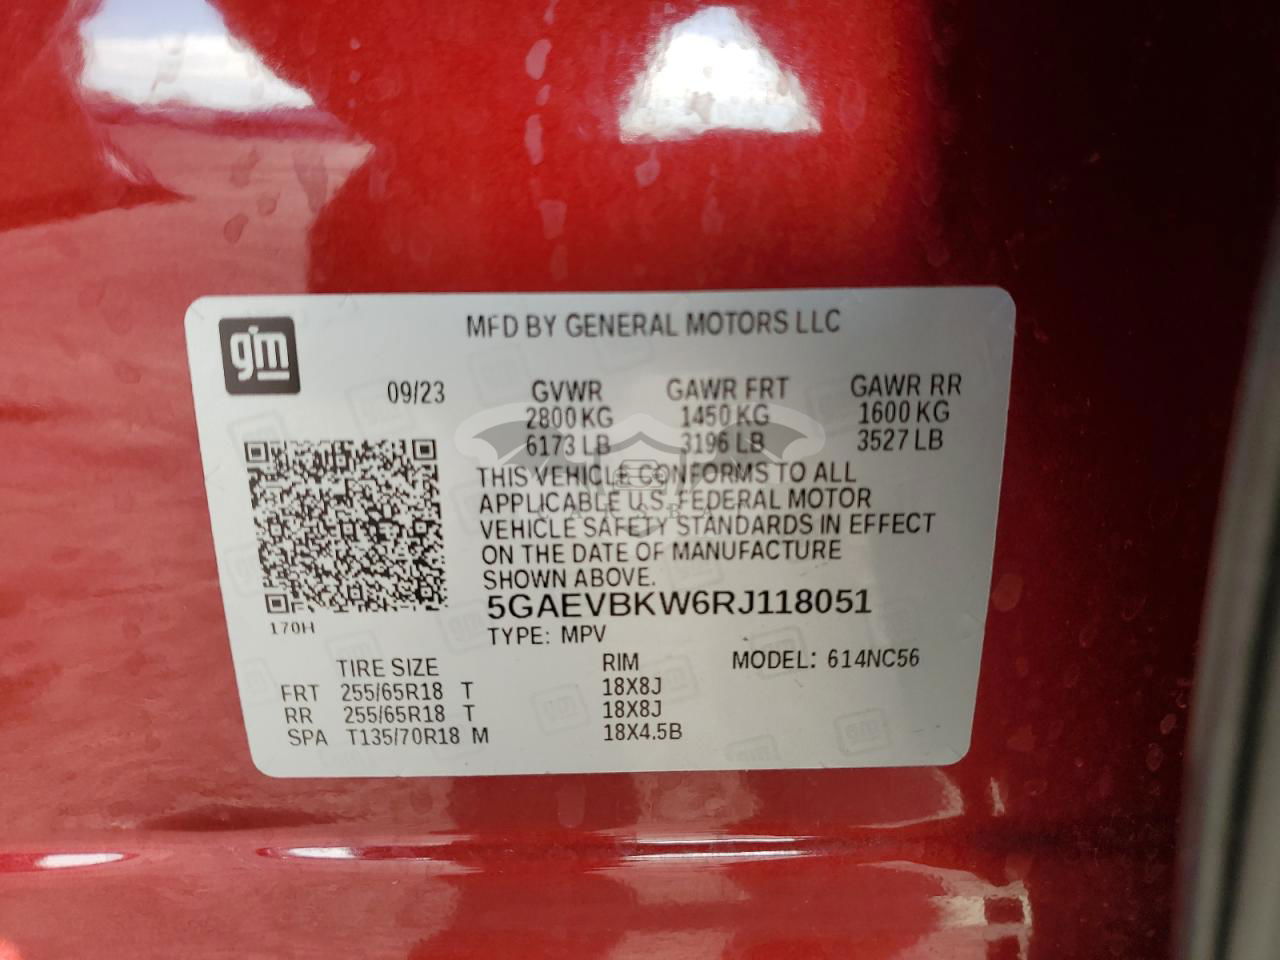 gm
MFD BY GENERAL MOTORS LLC
09/23 GVWR GAWR FRT GAWR RR
2800 KG 1450 KG 1600 KG
6173 LB 3196 LB 3527 LB
THIS VEHICLE CONFORMS TO ALL
APPLICABLE U.S. FEDERAL MOTOR
VEHICLE SAFETY STANDARDS IN EFFECT
ON THE DATE OF MANUFACTURE
SHOWN ABOVE.
5GAEVBKW6RJ118051
170H
TYPE: MPV
TIRE SIZE RIM MODEL: 614NC56
FRT 255/65R18 T 18X8J
RR 255/65R18 T 18X8J
SPA T135/70R18 M 18X4.5B